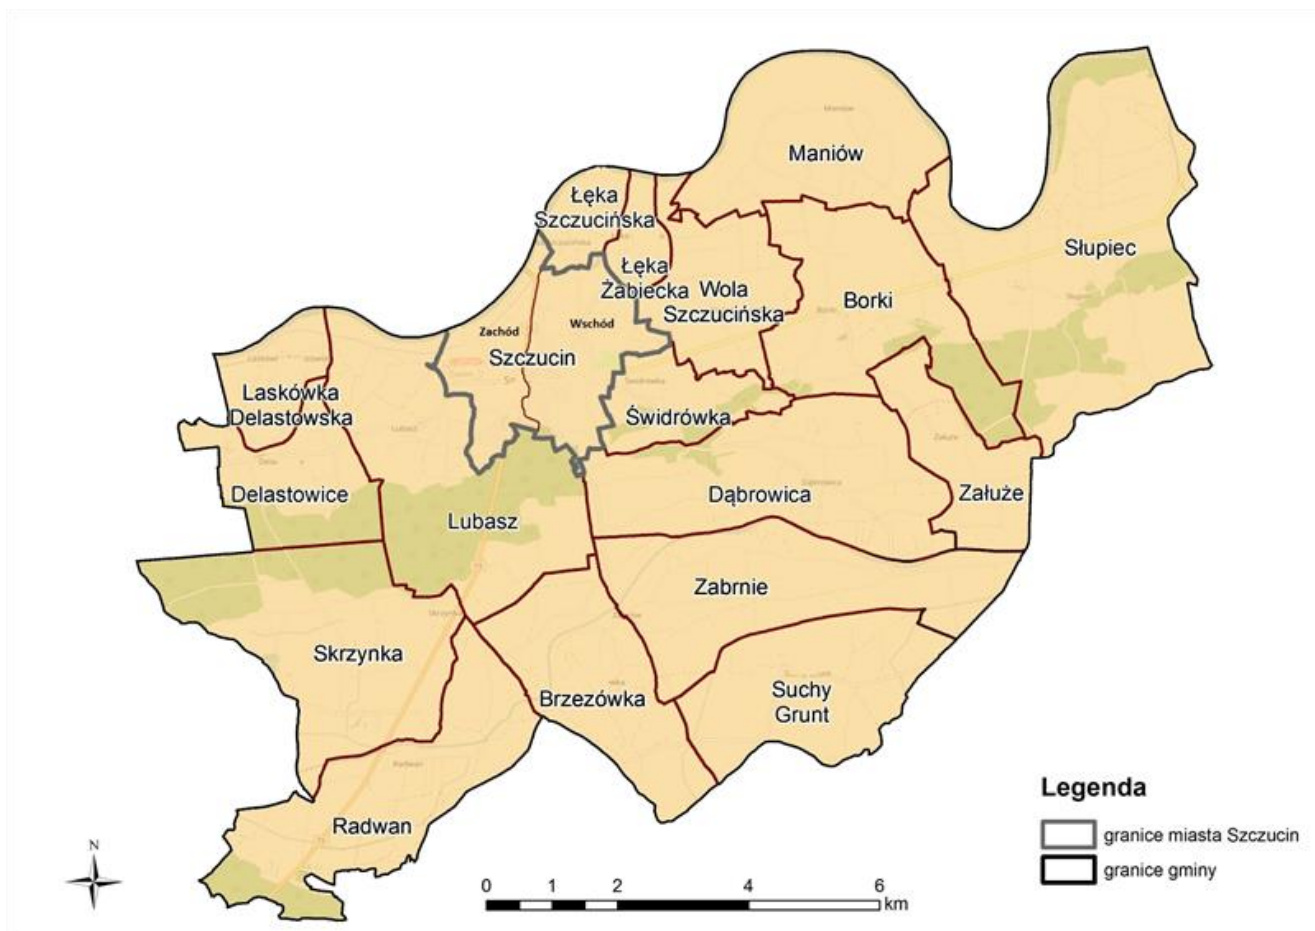 Maniów
Łęka
Szczucińska
Słupiec
Łęka
Żabiecka
Wola
Szczucińska
Borki
Zachód
Wschód
Szczucin
Laskówka
Delastowska
Świdrówka
Delastowice
Dąbrowica
Załuże
Lubasz
Zabrnie
Skrzynka
Brzezówka
Suchy
Grunt
Radwan
Legenda
granice miasta Szczucin
granice gminy
N
0 1 2 4 6
km